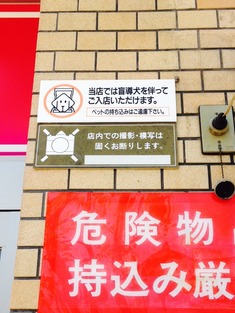 当店では盲導犬を伴って
ご入店いただけます。
ペットの持ち込みはご遠慮下さい。
店内での撮影・模写は
固くお断りします。
危険物
持込み厳